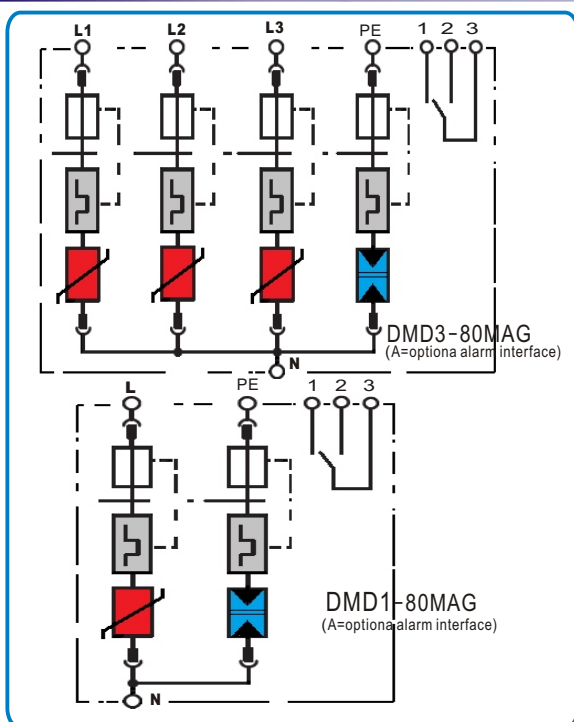 L1 L2 L3 PE 1 2 3
DMD3-80MAG
(A=optiona alarm interface)
N
L PE 1 2 3
DMD1-80MAG
(A=optiona alarm interface)
N